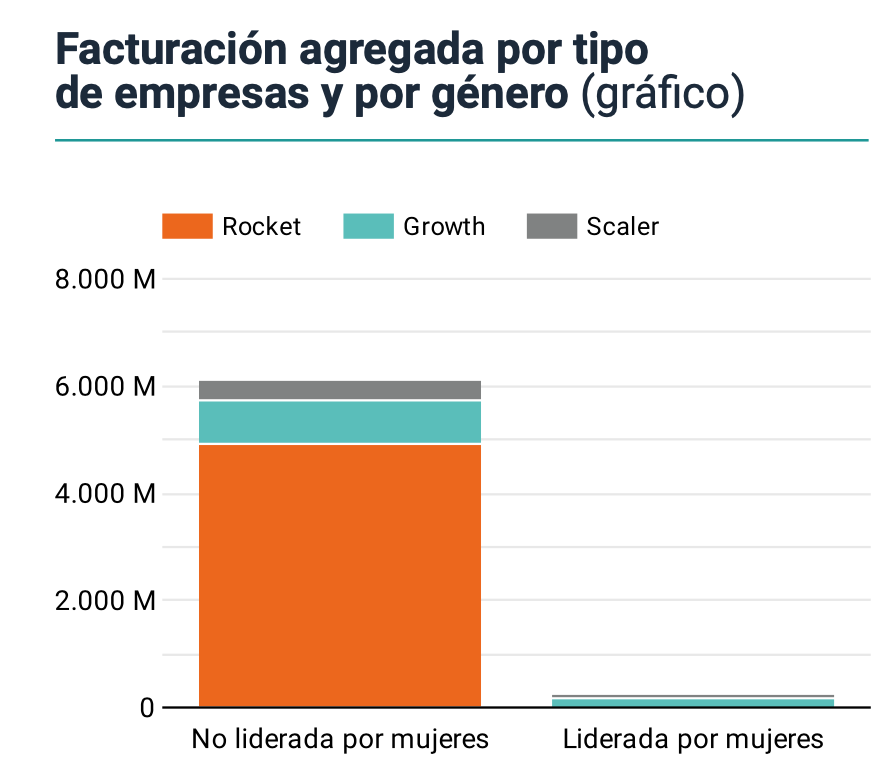 Facturación agregada por tipo
de empresas y por género (gráfico)
Rocket Growth Scaler
8.000 M
6.000 M
4.000 M
2.000 M
0
No liderada por mujeres Liderada por mujeres